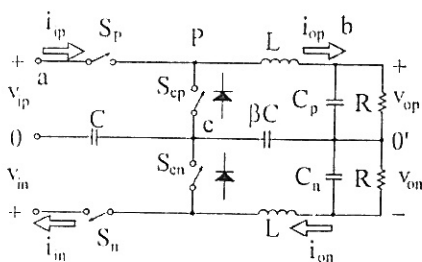 i_ip S_p P L i_op b
+ a + 
v_ip S_cp C_p R v_op
0 C c βC 0'
v_in S_cn C_n R v_on
+ S_n L −
i_in i_on